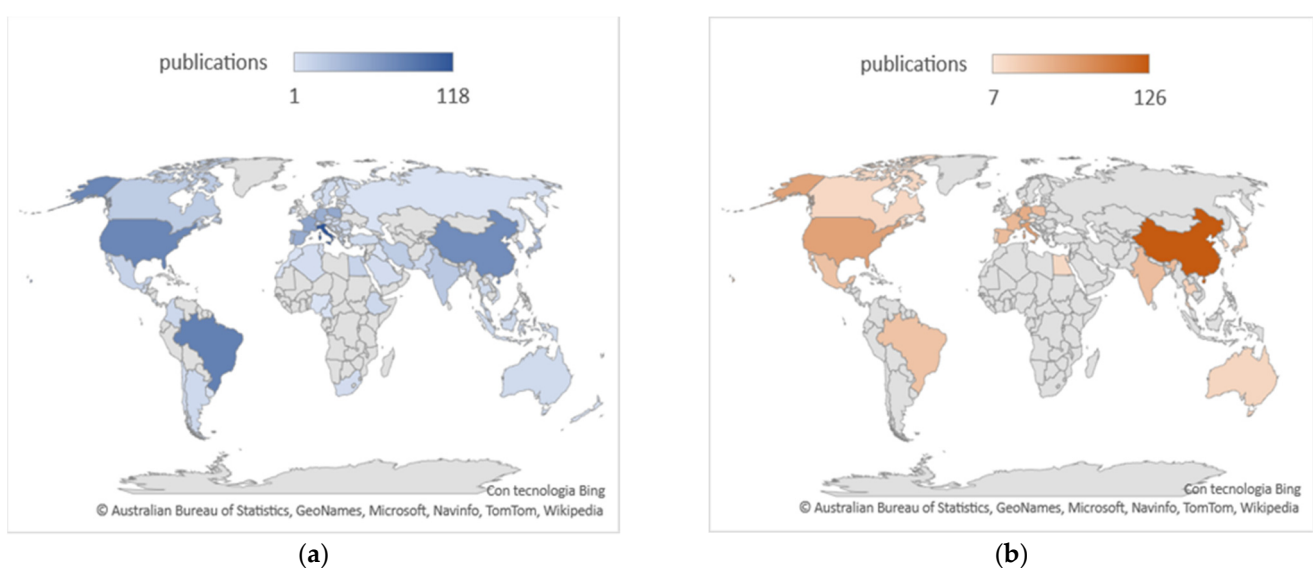 publications
1 118
Con tecnologia Bing
© Australian Bureau of Statistics, GeoNames, Microsoft, Navinfo, TomTom, Wikipedia
(a)
publications
7 126
Con tecnologia Bing
© Australian Bureau of Statistics, GeoNames, Microsoft, Navinfo, TomTom, Wikipedia
(b)